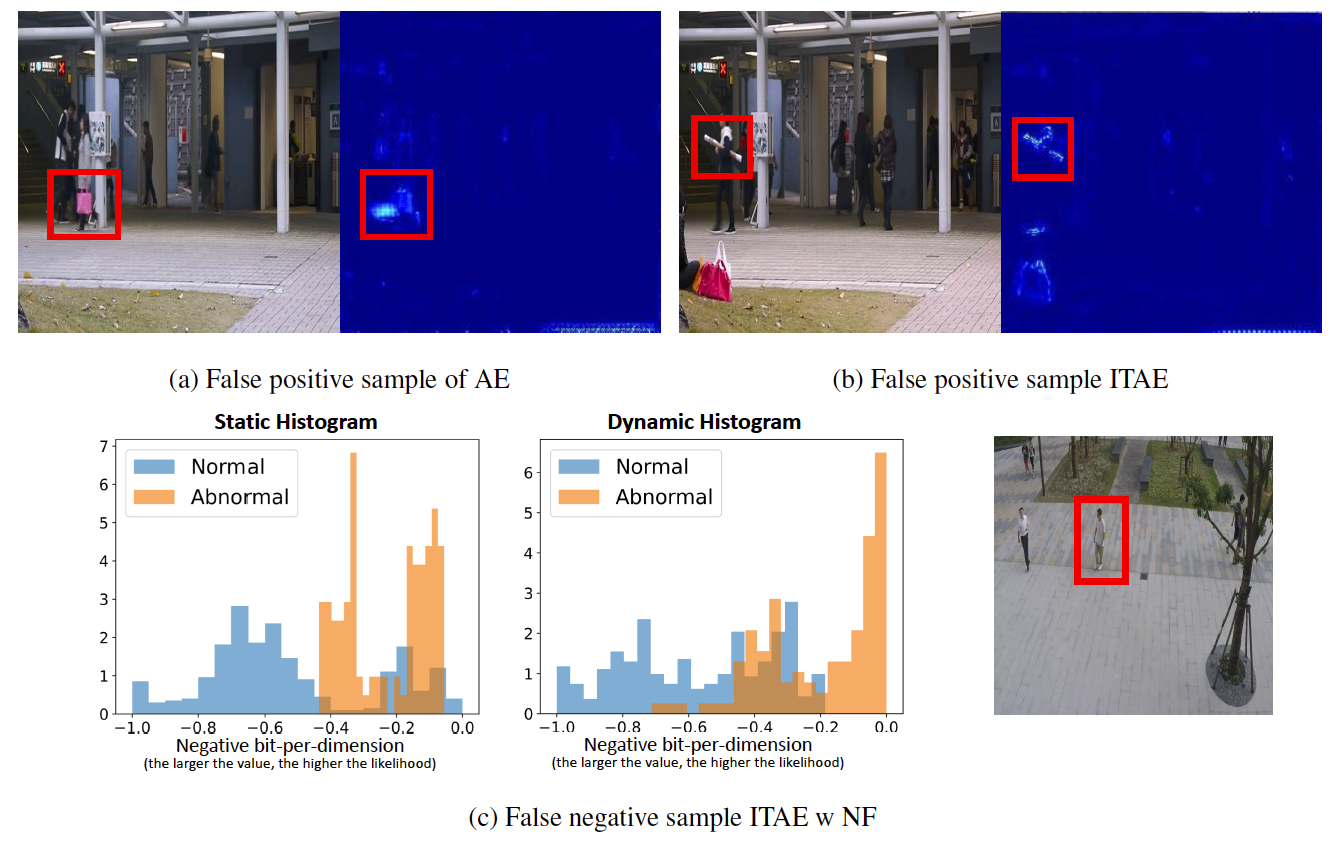 (a) False positive sample of AE
(b) False positive sample ITAE
Static Histogram
7
6
5
4
3
2
1
0
Normal
Abnormal
−1.0 −0.8 −0.6 −0.4 −0.2 0.0
Negative bit-per-dimension
(the larger the value, the higher the likelihood)
Dynamic Histogram
6
5
4
3
2
1
0
Normal
Abnormal
−1.0 −0.8 −0.6 −0.4 −0.2 0.0
Negative bit-per-dimension
(the larger the value, the higher the likelihood)
(c) False negative sample ITAE w NF